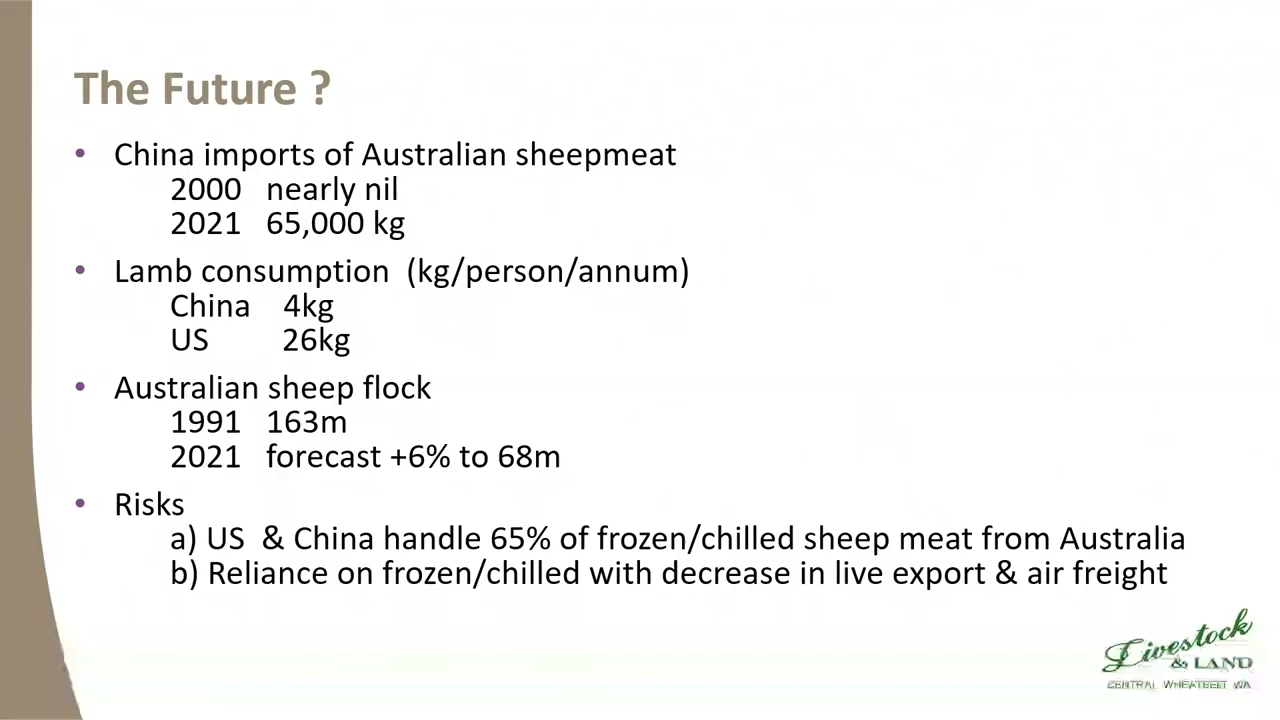 The Future ?
• China imports of Australian sheepmeat
2000 nearly nil
2021 65,000 kg
• Lamb consumption (kg/person/annum)
China 4kg
US 26kg
• Australian sheep flock
1991 163m
2021 forecast +6% to 68m
• Risks
a) US & China handle 65% of frozen/chilled sheep meat from Australia
b) Reliance on frozen/chilled with decrease in live export & air freight
Livestock
& LAND
CENTRAL WHEATBELT WA